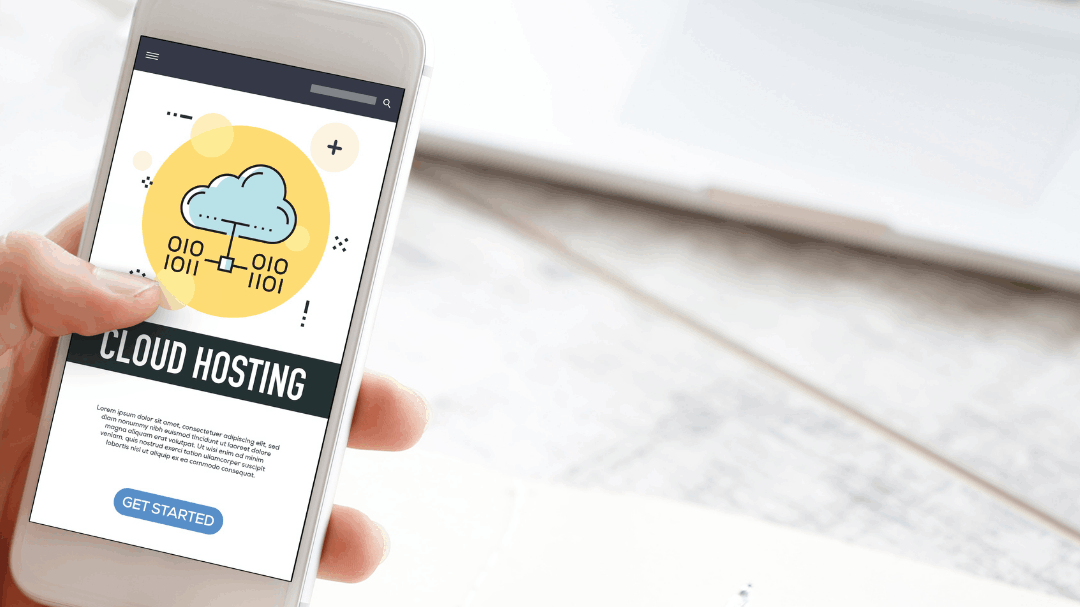 010
1011
010
1101
CLOUD HOSTING
Lorem ipsum dolor sit amet, consectetuer adipiscing elit, sed
diam nonummy nibh euismod tincidunt ut laoreet dolore
magna aliquam erat volutpat. Ut wisi enim ad minim
veniam, quis nostrud exerci tation ullamcorper suscipit
lobortis nisl ut aliquip ex ea commodo consequat.
GET STARTED